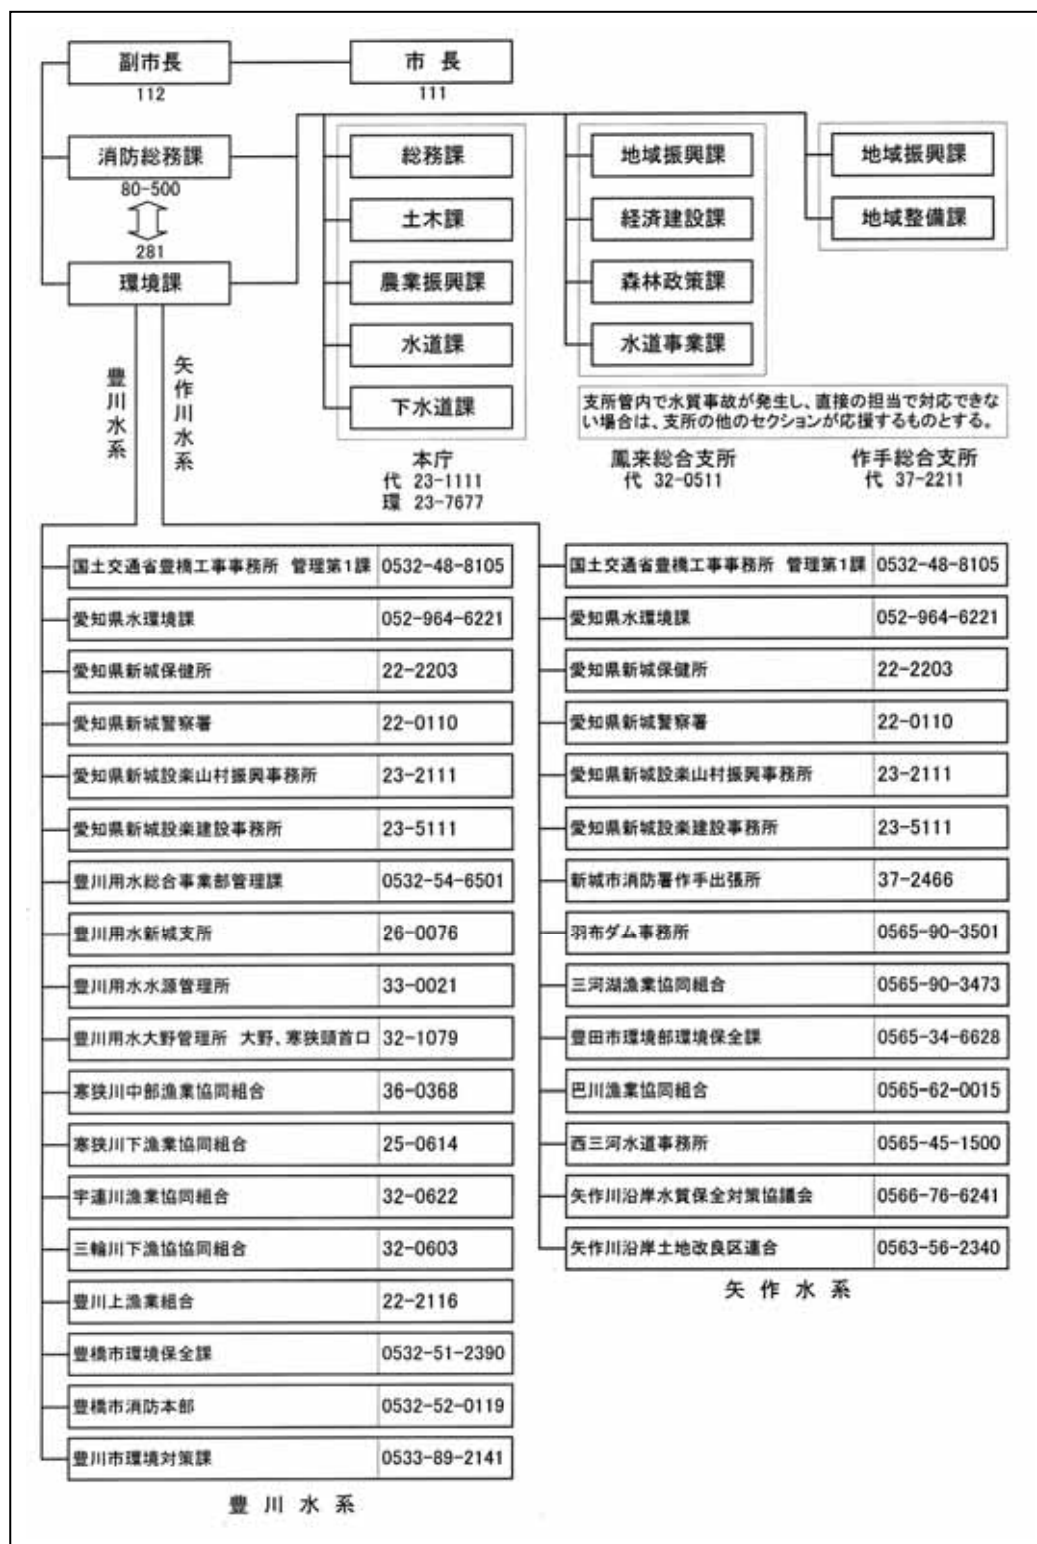 副市長
112
市 長
111
消防総務課
80-500
281
環境課
総務課
土木課
農業振興課
水道課
下水道課
地域振興課
経済建設課
森林政策課
水道事業課
地域振興課
地域整備課
支所管内で水質事故が発生し、直接の担当で対応できな
い場合は、支所の他のセクションが応援するものとする。
豊川水系
矢作川水系
本庁
代 23-1111
環 23-7677
鳳来総合支所
代 32-0511
作手総合支所
代 37-2211
国土交通省豊橋工事事務所 管理第1課 0532-48-8105
愛知県水環境課 052-964-6221
愛知県新城保健所 22-2203
愛知県新城警察署 22-0110
愛知県新城設楽山村振興事務所 23-2111
愛知県新城設楽建設事務所 23-5111
豊川用水総合事業部管理課 0532-54-6501
豊川用水新城支所 26-0076
豊川用水水源管理所 33-0021
豊川用水大野管理所 大野、寒狭頭首口 32-1079
寒狭川中部漁業協同組合 36-0368
寒狭川下漁業協同組合 25-0614
宇連川漁業協同組合 32-0622
三輪川下漁協協同組合 32-0603
豊川上漁業組合 22-2116
豊橋市環境保全課 0532-51-2390
豊橋市消防本部 0532-52-0119
豊川市環境対策課 0533-89-2141
豊 川 水 系
国土交通省豊橋工事事務所 管理第1課 0532-48-8105
愛知県水環境課 052-964-6221
愛知県新城保健所 22-2203
愛知県新城警察署 22-0110
愛知県新城設楽山村振興事務所 23-2111
愛知県新城設楽建設事務所 23-5111
新城市消防署作手出張所 37-2466
羽布ダム事務所 0565-90-3501
三河湖漁業協同組合 0565-90-3473
豊田市環境部環境保全課 0565-34-6628
巴川漁業協同組合 0565-62-0015
西三河水道事務所 0565-45-1500
矢作川沿岸水質保全対策協議会 0566-76-6241
矢作川沿岸土地改良区連合 0563-56-2340
矢 作 水 系